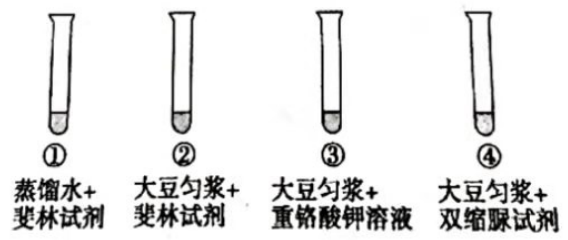 ① ② ③ ④
蒸馏水+ 大豆匀浆+ 大豆匀浆+ 大豆匀浆+
斐林试剂 斐林试剂 重铬酸钾溶液 双缩脲试剂